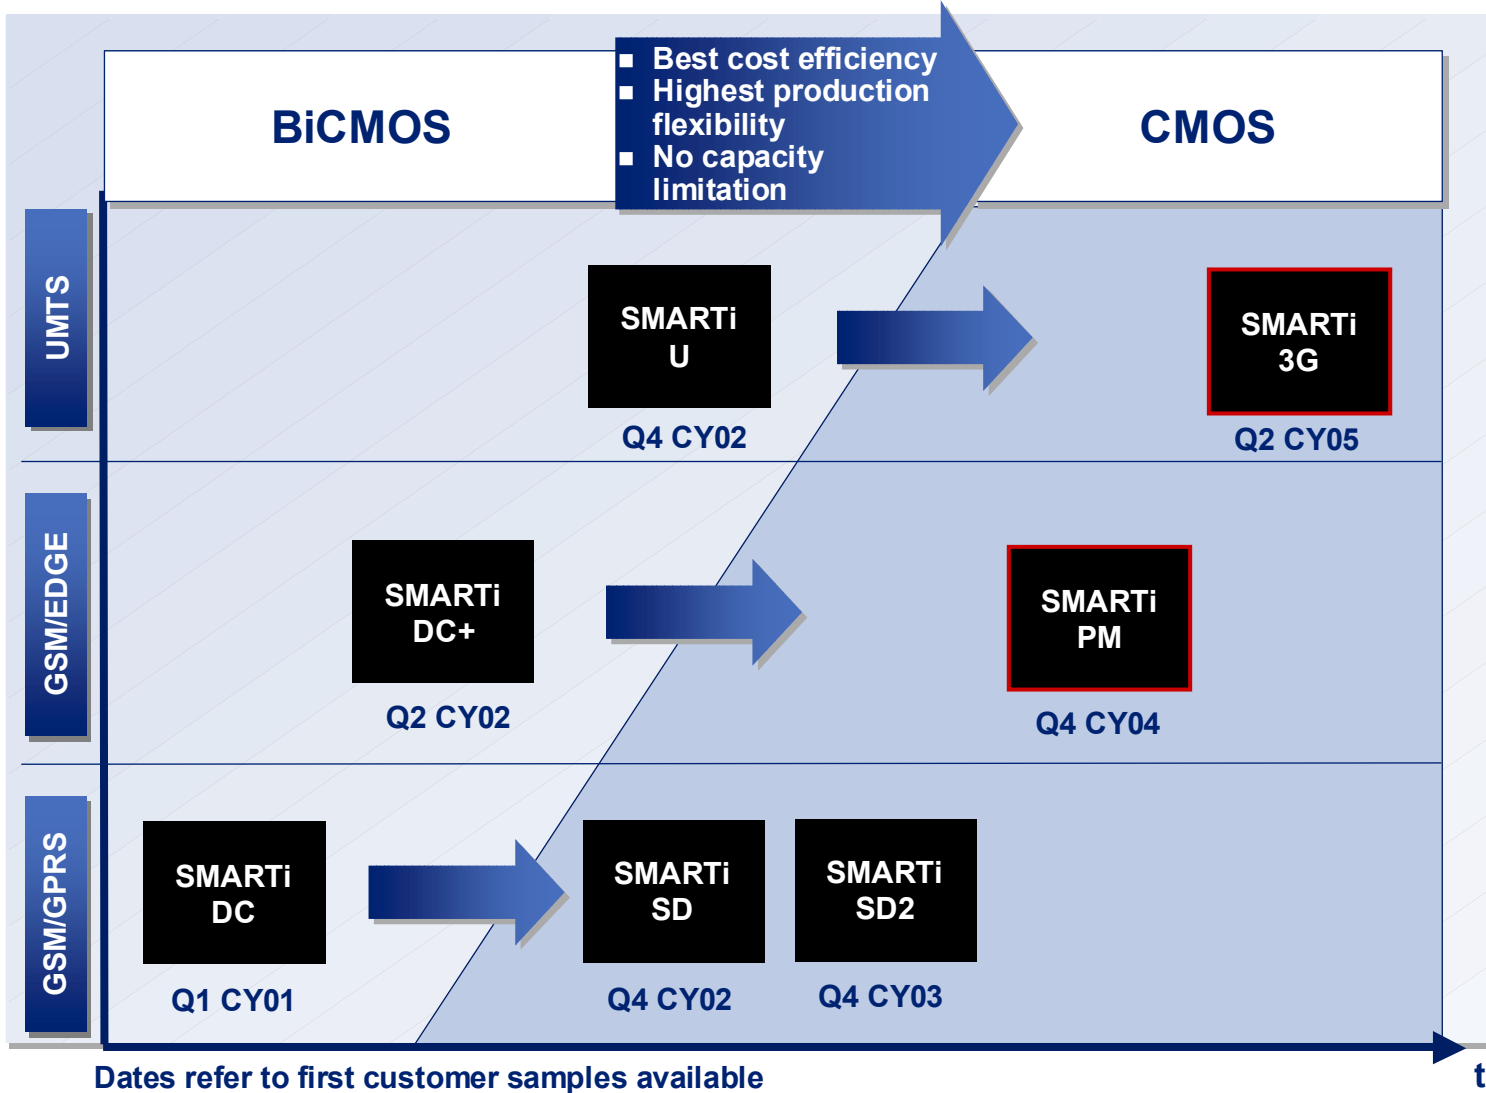 BiCMOS
Best cost efficiency
Highest production
flexibility
No capacity
limitation
CMOS
UMTS
SMARTi
U
Q4 CY02
SMARTi
3G
Q2 CY05
GSM/EDGE
SMARTi
DC+
Q2 CY02
SMARTi
PM
Q4 CY04
GSM/GPRS
SMARTi
DC
Q1 CY01
SMARTi
SD
Q4 CY02
SMARTi
SD2
Q4 CY03
t
Dates refer to first customer samples available